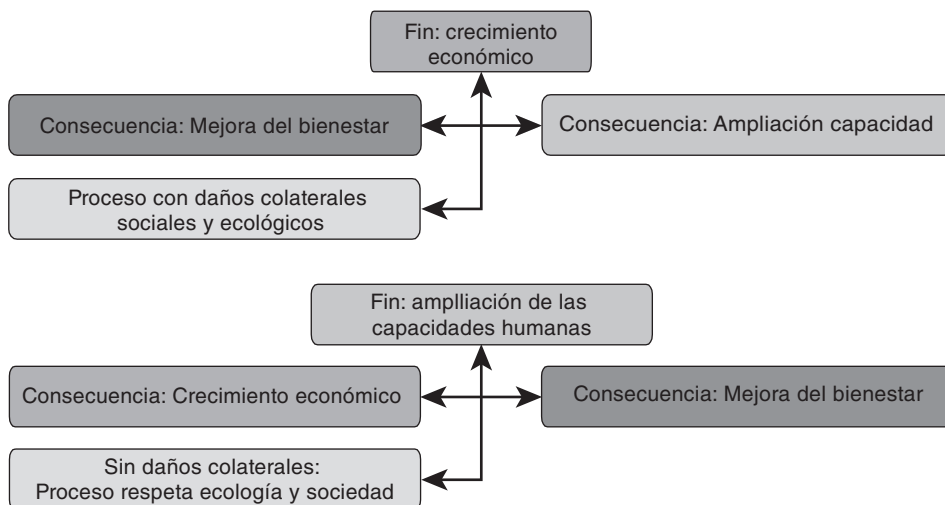 Fin: crecimiento
económico
Consecuencia: Mejora del bienestar
Consecuencia: Ampliación capacidad
Proceso con daños colaterales
sociales y ecológicos
Fin: amplliación de las
capacidades humanas
Consecuencia: Crecimiento económico
Consecuencia: Mejora del bienestar
Sin daños colaterales:
Proceso respeta ecología y sociedad